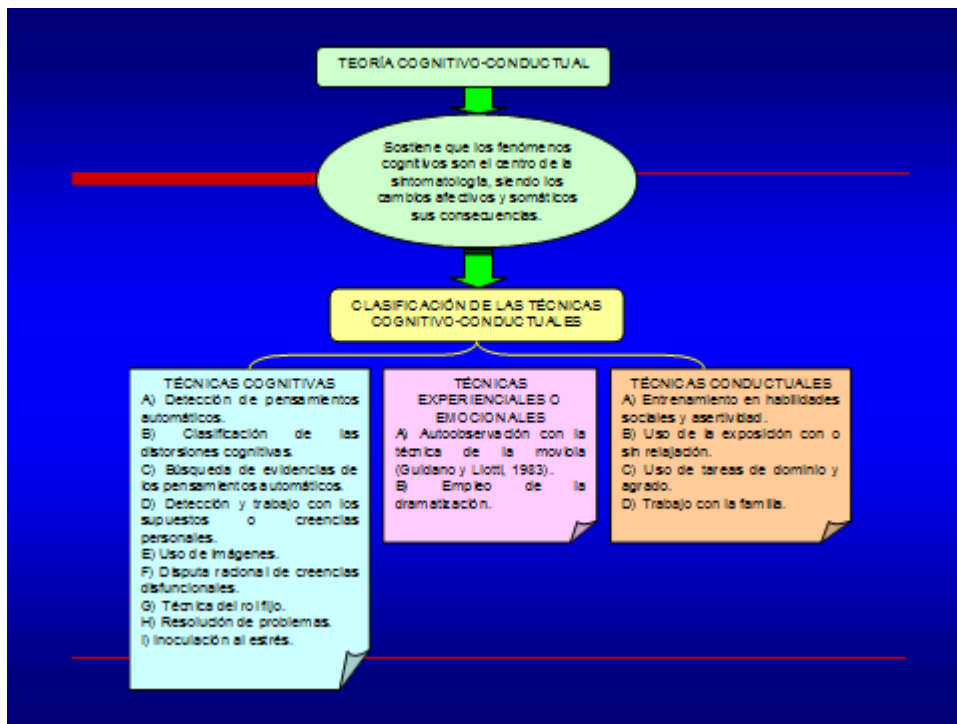 TEORÍA COGNITIVO-CONDUCTUAL
Sostiene que los fenómenos
cognitivos son el centro de la
sintomatología, siendo los
cambios afectivos y somáticos
sus consecuencias.
CLASIFICACIÓN DE LAS TÉCNICAS
COGNITIVO-CONDUCTUALES
TÉCNICAS COGNITIVAS
A) Detección de pensamientos
automáticos.
B) Clasificación de las
distorsiones cognitivas.
C) Búsqueda de evidencias de
los pensamientos automáticos.
D) Detección y trabajo con los
supuestos o creencias
personales.
E) Uso de imágenes.
F) Disputa racional de creencias
disfuncionales.
G) Técnica del rol fijo.
H) Resolución de problemas.
I) Inoculación al estrés.
TÉCNICAS
EXPERIENCIALES O
EMOCIONALES
A) Autoobservación con la
técnica de la moviola
(Guidano y Liotti, 1983).
B) Empleo de la
dramatización.
TÉCNICAS CONDUCTUALES
A) Entrenamiento en habilidades
sociales y asertividad.
B) Uso de la exposición con o
sin relajación.
C) Uso de tareas de dominio y
agrado.
D) Trabajo con la familia.